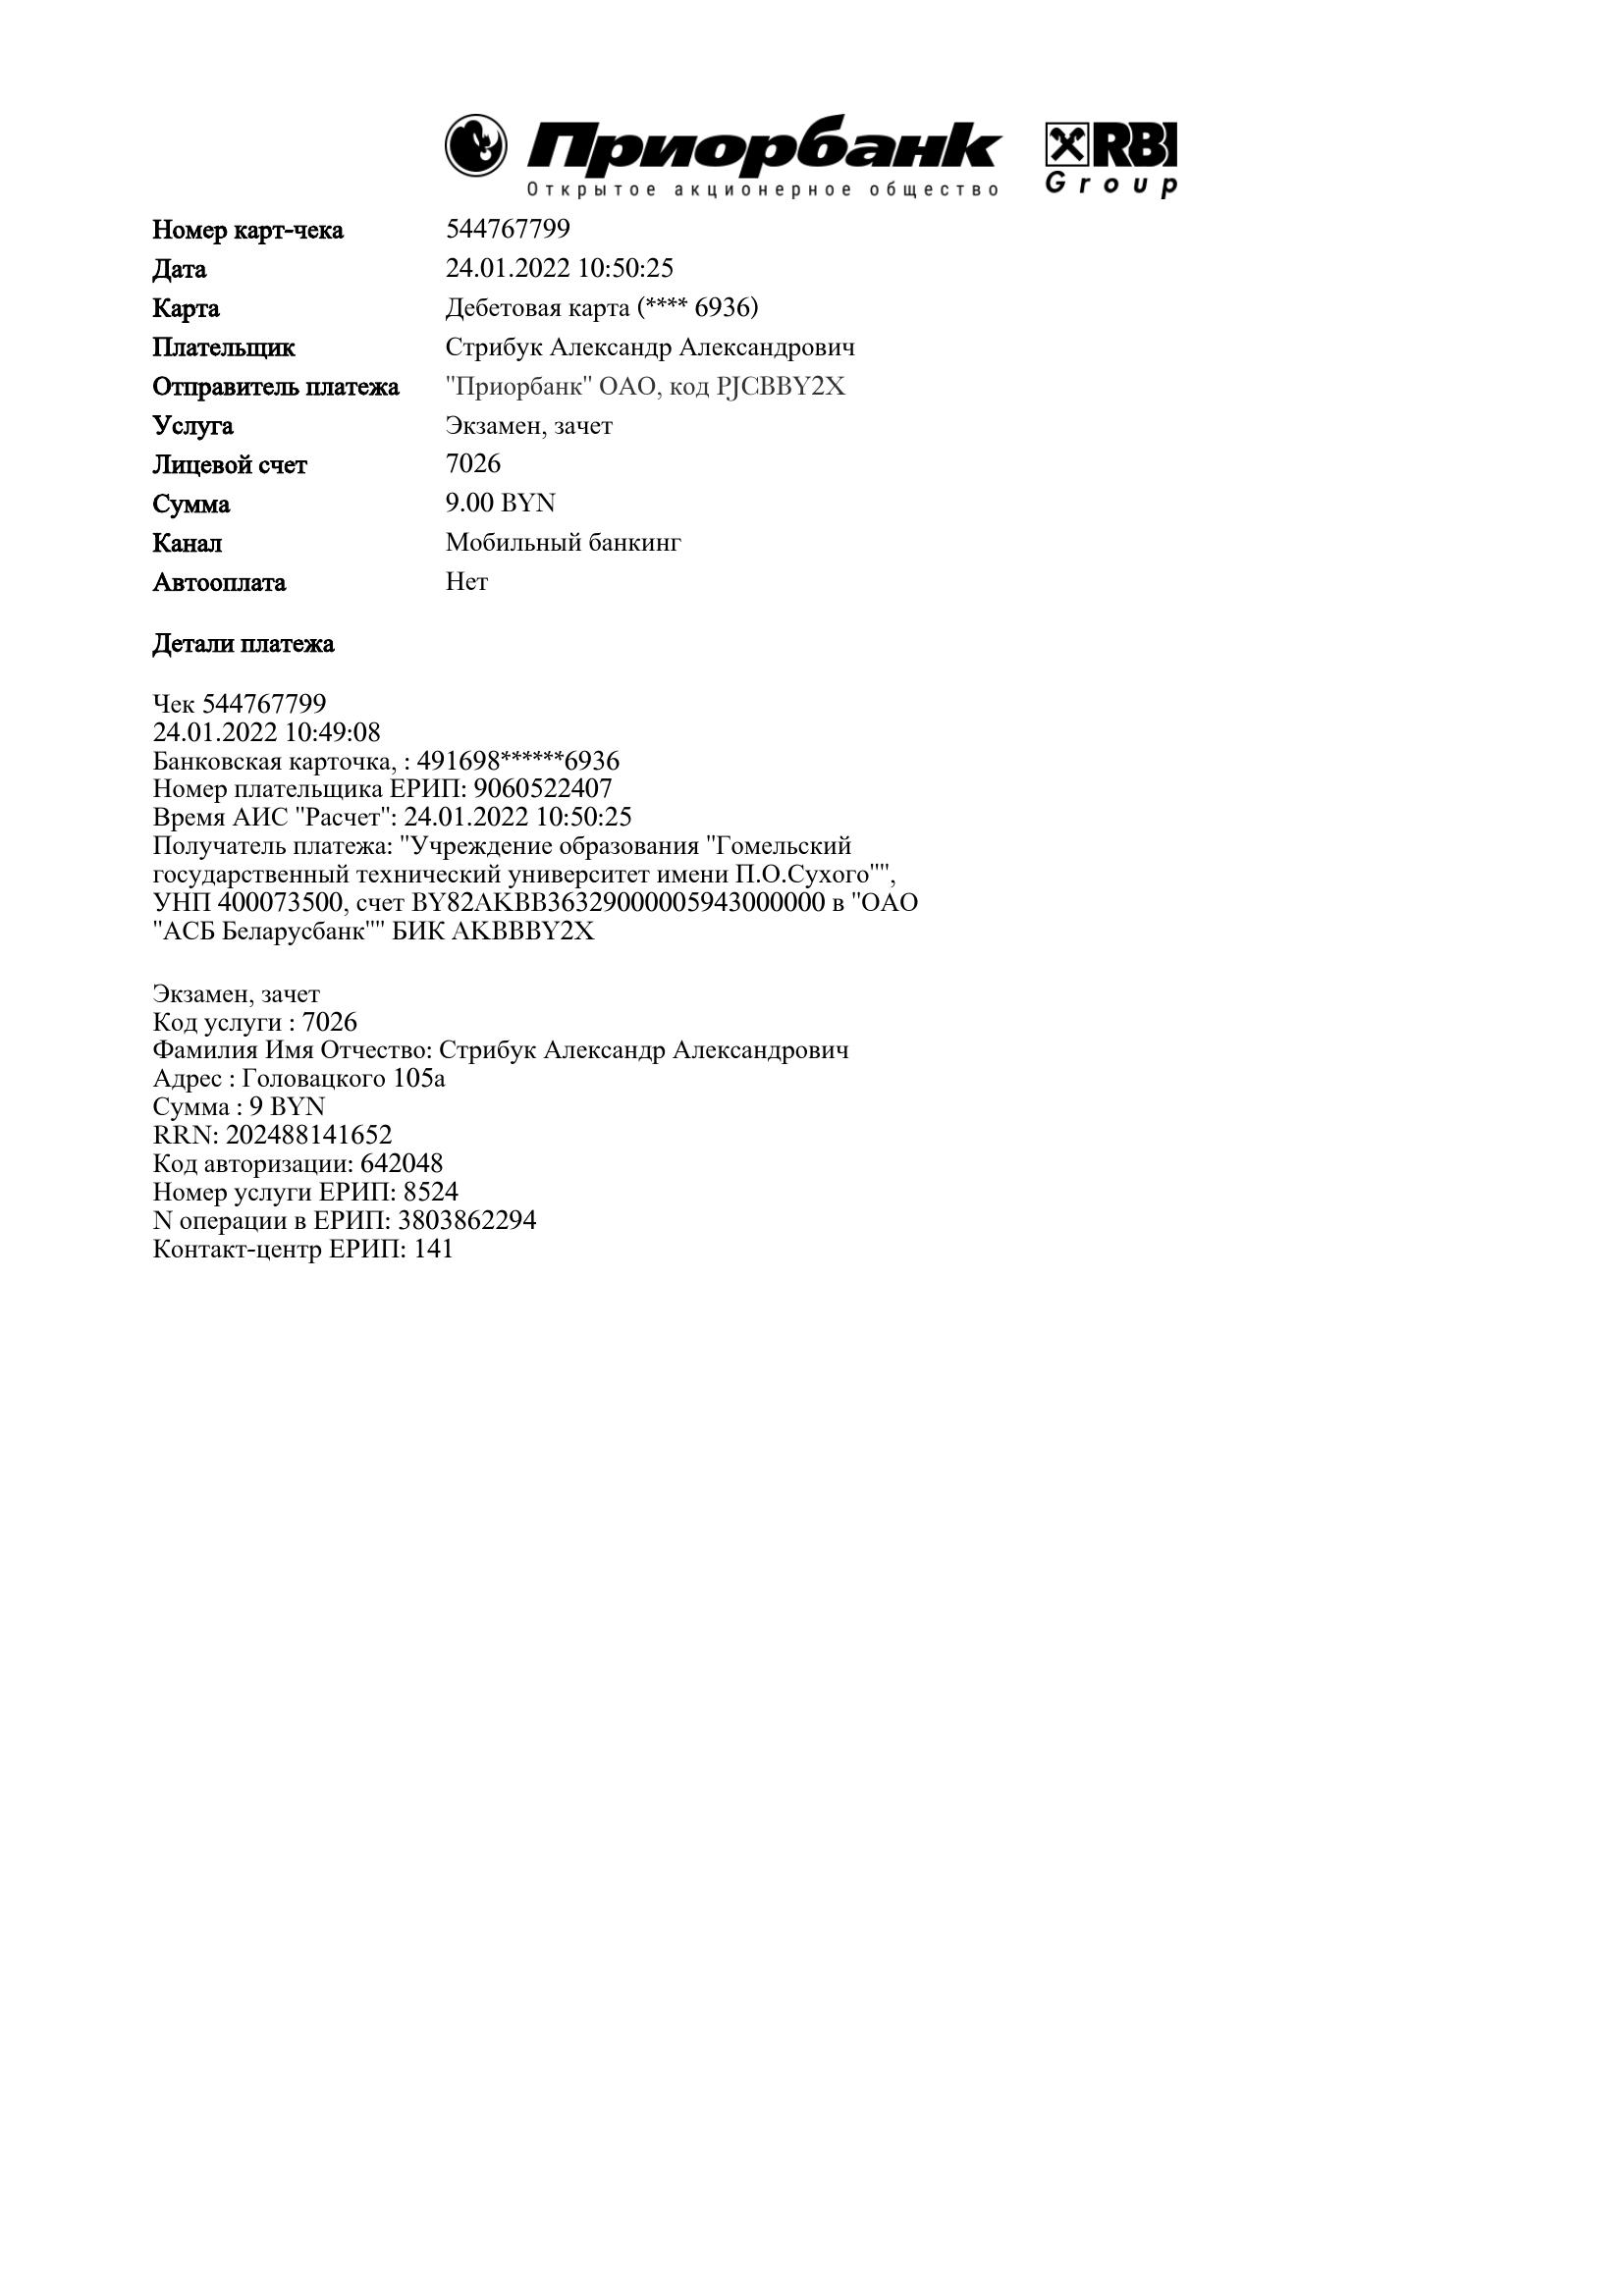 Приорбанк RBI
Открытое акционерное общество Group
Номер карт-чека 544767799
Дата 24.01.2022 10:50:25
Карта Дебетовая карта (**** 6936)
Плательщик Стрибук Александр Александрович
Отправитель платежа "Приорбанк" ОАО, код PJCBBY2X
Услуга Экзамен, зачет
Лицевой счет 7026
Сумма 9.00 BYN
Канал Мобильный банкинг
Автооплата Нет
Детали платежа
Чек 544767799
24.01.2022 10:49:08
Банковская карточка, : 491698******6936
Номер плательщика ЕРИП: 9060522407
Время АИС "Расчет": 24.01.2022 10:50:25
Получатель платежа: "Учреждение образования "Гомельский
государственный технический университет имени П.О.Сухого"",
УНП 400073500, счет BY82AKBB36329000005943000000 в "ОАО
"АСБ Беларусбанк"" БИК AKBBBY2X
Экзамен, зачет
Код услуги : 7026
Фамилия Имя Отчество: Стрибук Александр Александрович
Адрес : Головацкого 105а
Сумма : 9 BYN
RRN: 202488141652
Код авторизации: 642048
Номер услуги ЕРИП: 8524
N операции в ЕРИП: 3803862294
Контакт-центр ЕРИП: 141